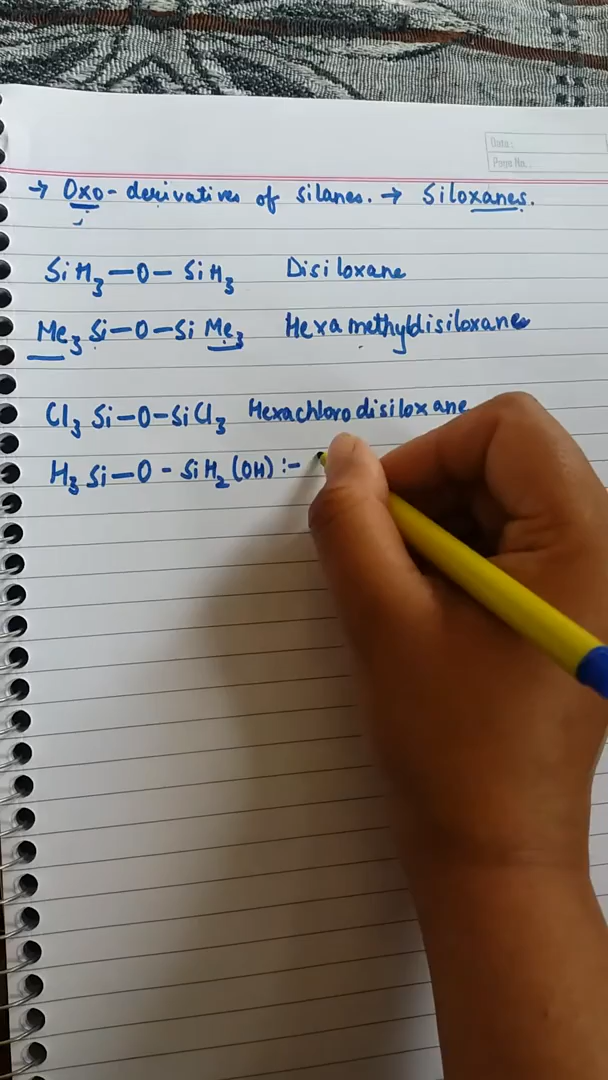 Date:
Page No.
→ Oxo-derivatives of silanes. → Siloxanes.
SiH₃—O—SiH₃ Disiloxane
Me₃Si—O—SiMe₃ Hexamethyldisiloxane
Cl₃Si—O—SiCl₃ Hexachlorodisiloxane
H₃Si—O-SiH₂(OH) :-